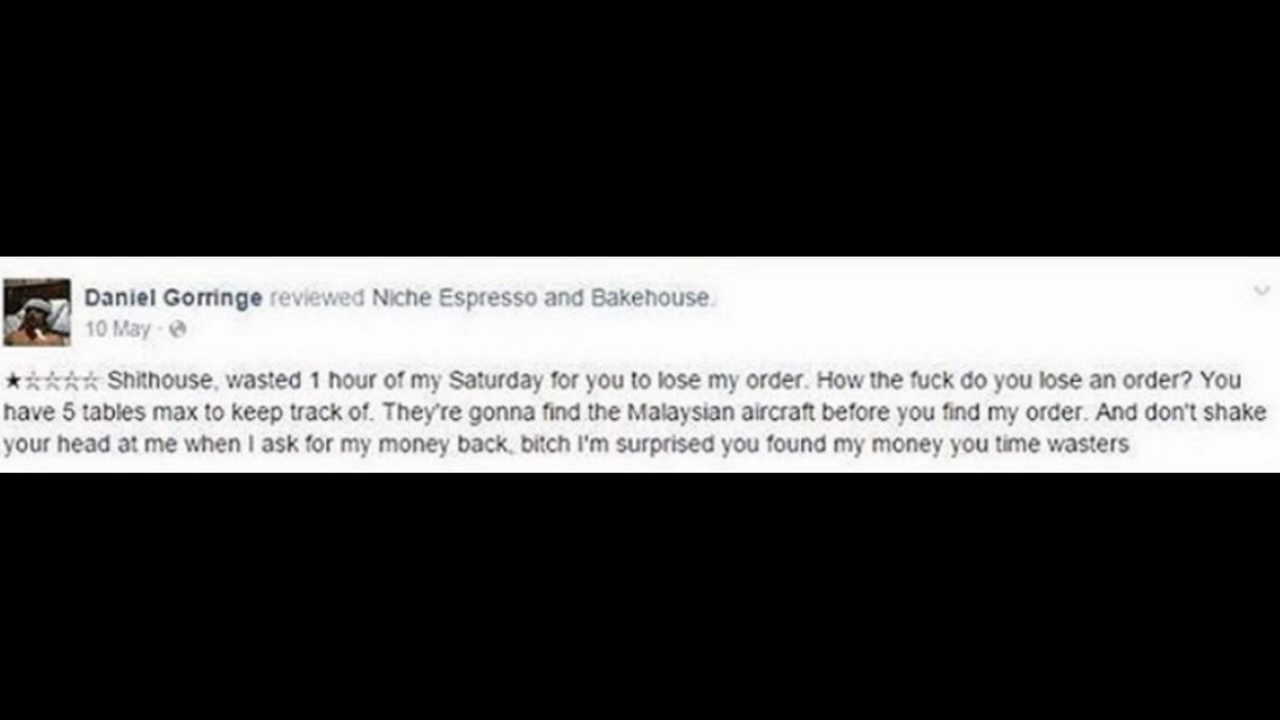 Daniel Gorringe reviewed Niche Espresso and Bakehouse.
10 May ·
★☆☆☆☆ Shithouse, wasted 1 hour of my Saturday for you to lose my order. How the fuck do you lose an order? You
have 5 tables max to keep track of. They're gonna find the Malaysian aircraft before you find my order. And don't shake
your head at me when I ask for my money back, bitch I'm surprised you found my money you time wasters